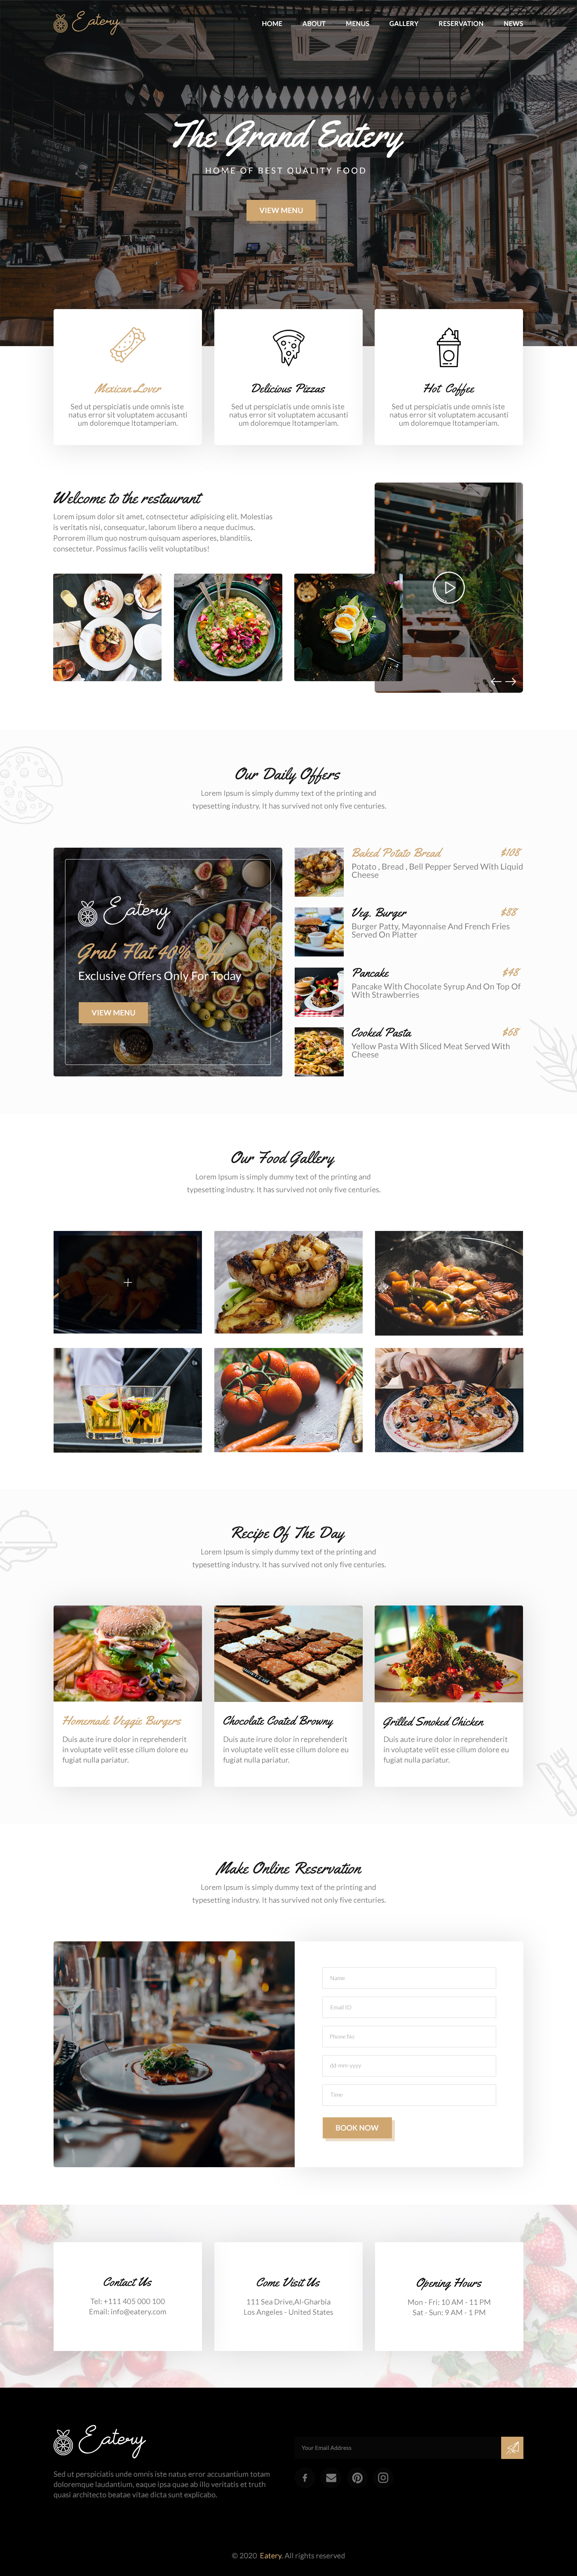 Eatery
HOME ABOUT MENUS GALLERY RESERVATION NEWS
The Grand Eatery
HOME OF BEST QUALITY FOOD
VIEW MENU
Mexican Lover
Sed ut perspiciatis unde omnis iste
natus error sit voluptatem accusanti
um doloremque ltotamperiam.
Delicious Pizzas
Sed ut perspiciatis unde omnis iste
natus error sit voluptatem accusanti
um doloremque ltotamperiam.
Hot Coffee
Sed ut perspiciatis unde omnis iste
natus error sit voluptatem accusanti
um doloremque ltotamperiam.
Welcome to the restaurant
Lorem ipsum dolor sit amet, cotnsectetur adipisicing elit. Molestias
is veritatis nisi, consequatur, laborum libero a neque ducimus.
Porrorem illum quo nostrum quisquam asperiores, blanditiis,
consectetur. Possimus facilis velit voluptatibus!
Our Daily Offers
Lorem Ipsum is simply dummy text of the printing and
typesetting industry. It has survived not only five centuries.
Eatery
Grab Flat 40% Off
Exclusive Offers Only For Today
VIEW MENU
Baked Potato Bread $108
Potato , Bread , Bell Pepper Served With Liquid
Cheese
Veg. Burger $88
Burger Patty, Mayonnaise And French Fries
Served On Platter
Pancake $48
Pancake With Chocolate Syrup And On Top Of
With Strawberries
Cooked Pasta $68
Yellow Pasta With Sliced Meat Served With
Cheese
Our Food Gallery
Lorem Ipsum is simply dummy text of the printing and
typesetting industry. It has survived not only five centuries.
Recipe Of The Day
Lorem Ipsum is simply dummy text of the printing and
typesetting industry. It has survived not only five centuries.
Homemade Veggie Burgers
Duis aute irure dolor in reprehenderit
in voluptate velit esse cillum dolore eu
fugiat nulla pariatur.
Chocolate Coated Browny
Duis aute irure dolor in reprehenderit
in voluptate velit esse cillum dolore eu
fugiat nulla pariatur.
Grilled Smoked Chicken
Duis aute irure dolor in reprehenderit
in voluptate velit esse cillum dolore eu
fugiat nulla pariatur.
Make Online Reservation
Lorem Ipsum is simply dummy text of the printing and
typesetting industry. It has survived not only five centuries.
Name
Email ID
Phone No
dd-mm-yyyy
Time
BOOK NOW
Contact Us
Tel: +111 405 000 100
Email: info@eatery.com
Come Visit Us
111 Sea Drive,Al-Gharbia
Los Angeles - United States
Opening Hours
Mon - Fri: 10 AM - 11 PM
Sat - Sun: 9 AM - 1 PM
Eatery
Sed ut perspiciatis unde omnis iste natus error accusantium totam
doloremque laudantium, eaque ipsa quae ab illo veritatis et truth
quasi architecto beatae vitae dicta sunt explicabo.
Your Email Address
© 2020 Eatery. All rights reserved